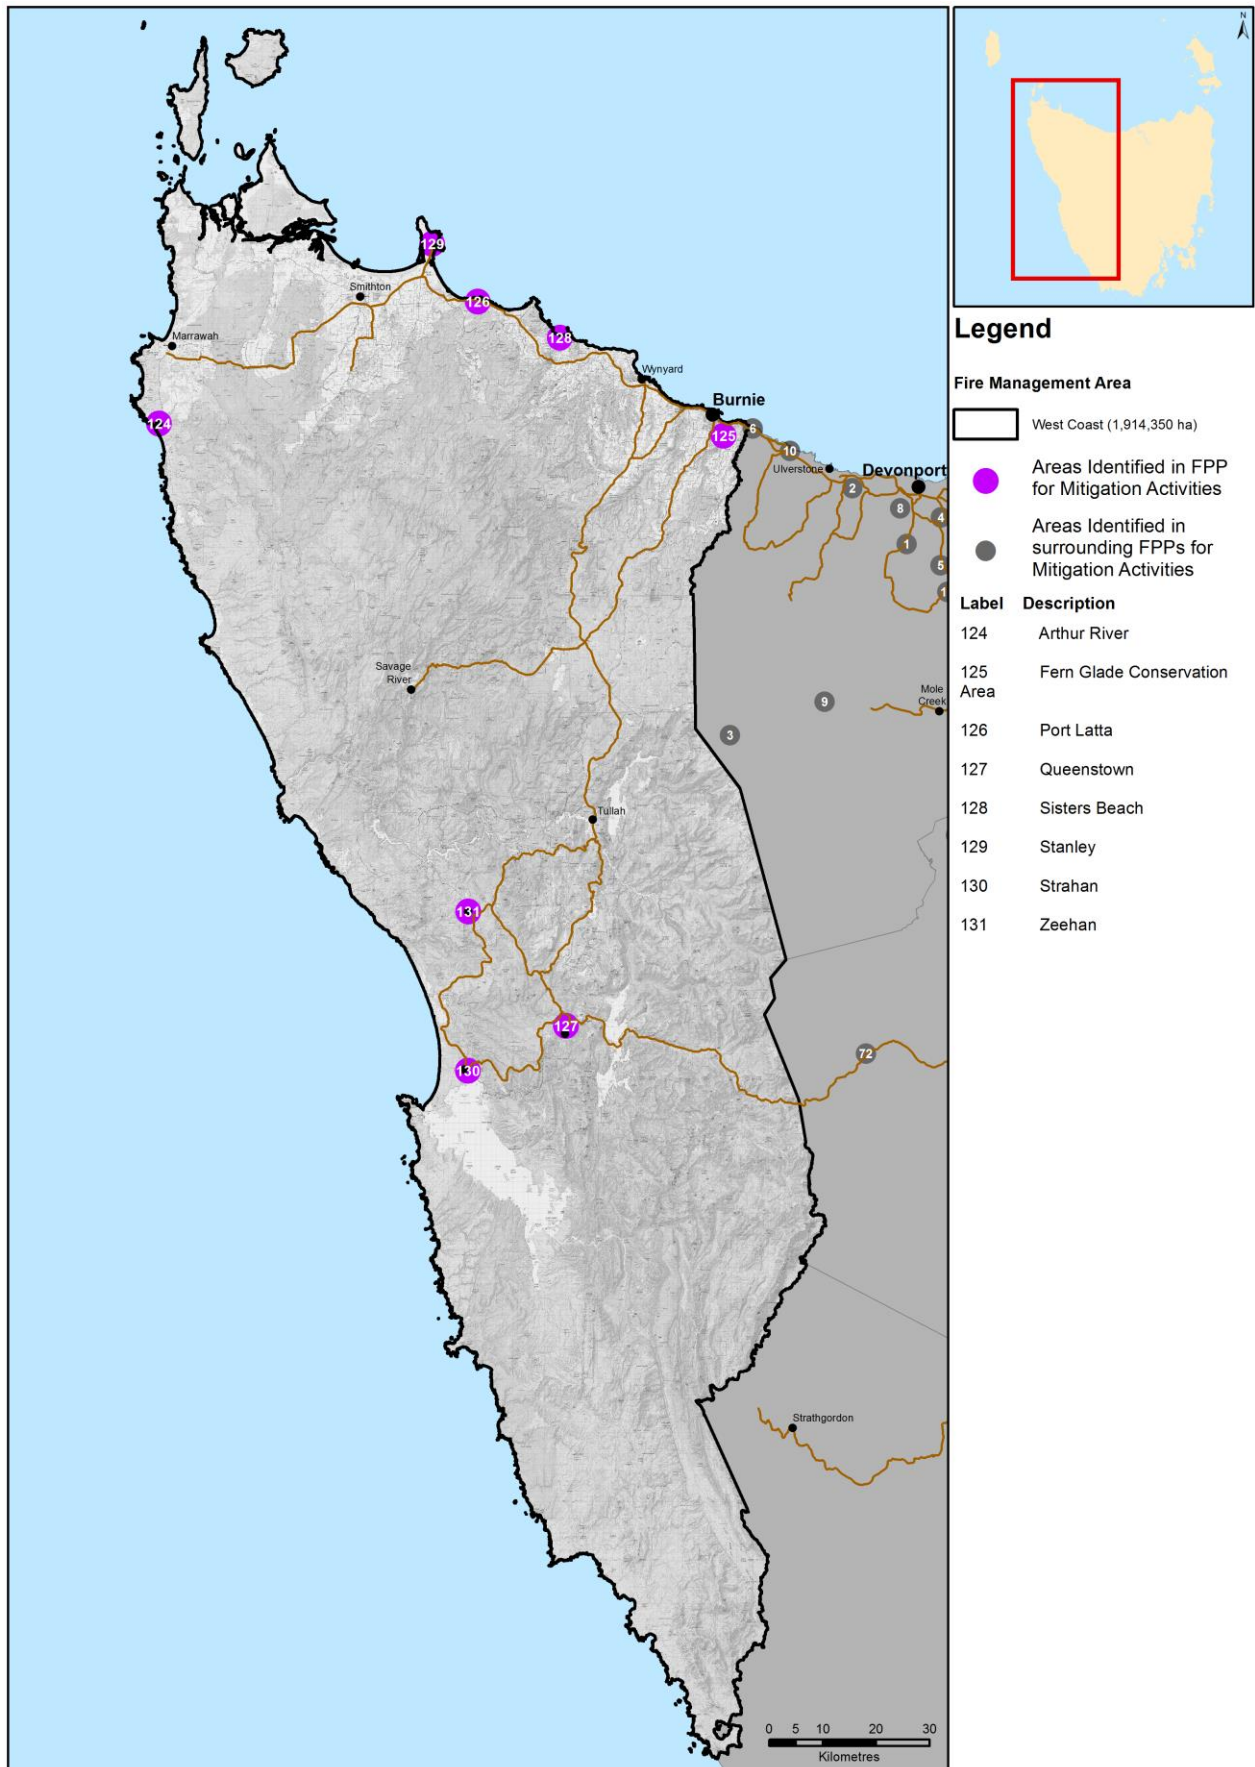 N
129
Smithton
126
128
Marrawah
Wynyard
Burnie
124
125
6
10
Ulverstone
Devonport
2
8
4
1
5
1
Savage
River
Mole
Creek
9
3
Tullah
131
127
72
130
Strathgordon
0 5 10 20 30
Kilometres
Legend
Fire Management Area
West Coast (1,914,350 ha)
Areas Identified in FPP
for Mitigation Activities
Areas Identified in
surrounding FPPs for
Mitigation Activities
Label Description
124 Arthur River
125 Fern Glade Conservation
Area
126 Port Latta
127 Queenstown
128 Sisters Beach
129 Stanley
130 Strahan
131 Zeehan